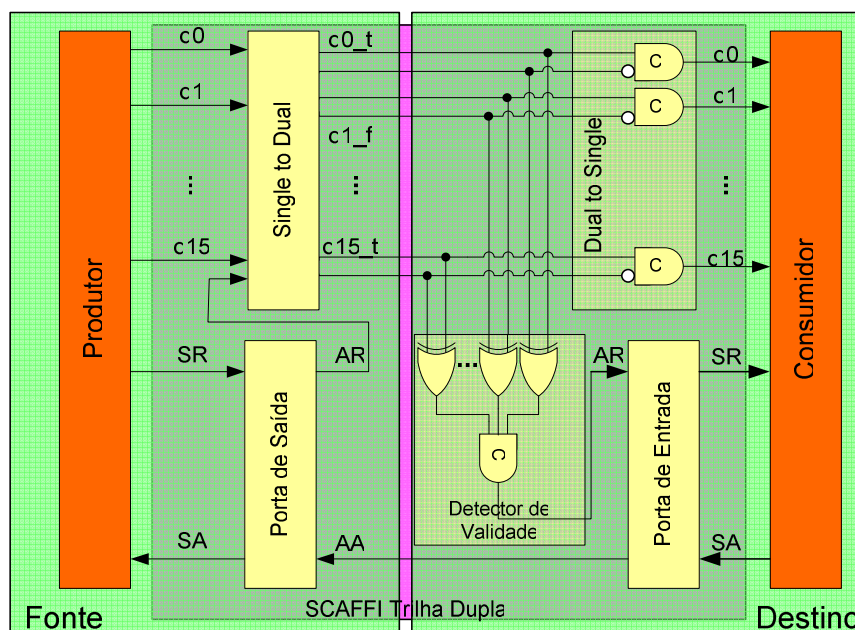 c0
c0_t
c0
c1
c1
c1_f
C
C
...
...
...
c15
c15_t
c15
C
Produtor
Single to Dual
Dual to Single
Consumidor
SR
AR
...
AR
SR
Porta de Saída
Porta de Entrada
C
Detector de
Validade
SA
AA
SA
SCAFFI Trilha Dupla
Fonte
Destino